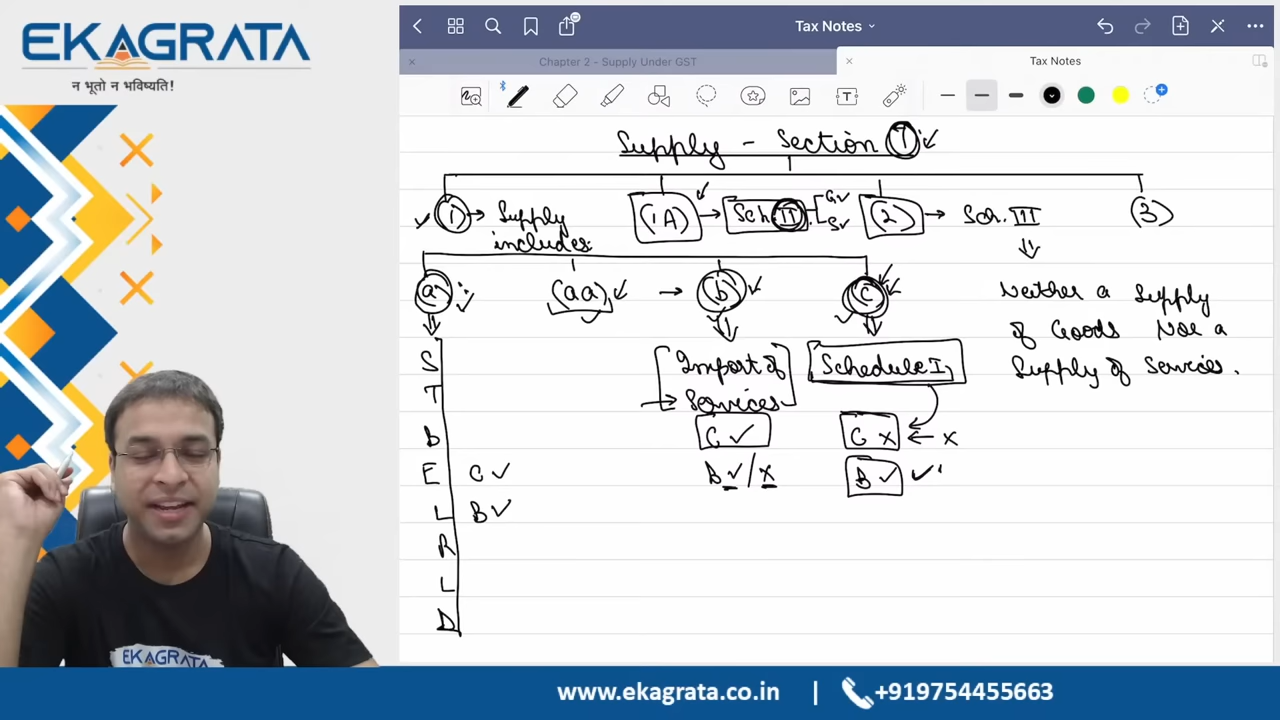 EKAGRATA
न भूतो न भविष्यति!
Tax Notes
Chapter 2 - Supply Under GST
Tax Notes
Supply - Section 7
(1) → Supply includes
(1A) → Sch. II
G✓
S✓
(2) → Sch. III
(3)
(a)
(aa)
→ (b)
(c)
Neither a Supply
of Goods Nor a
Supply of Services.
Import of
Services
C ✓
B ✓ / x
Schedule I
C x ← x
B ✓ ✓
S
T
B
E C ✓
L B ✓
R
L
D
EKAGRATA
www.ekagrata.co.in | +919754455663